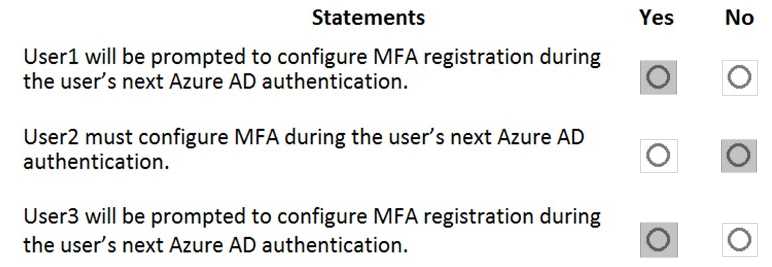 Statements Yes No
User1 will be prompted to configure MFA registration during
the user's next Azure AD authentication.
User2 must configure MFA during the user's next Azure AD
authentication.
User3 will be prompted to configure MFA registration during
the user's next Azure AD authentication.